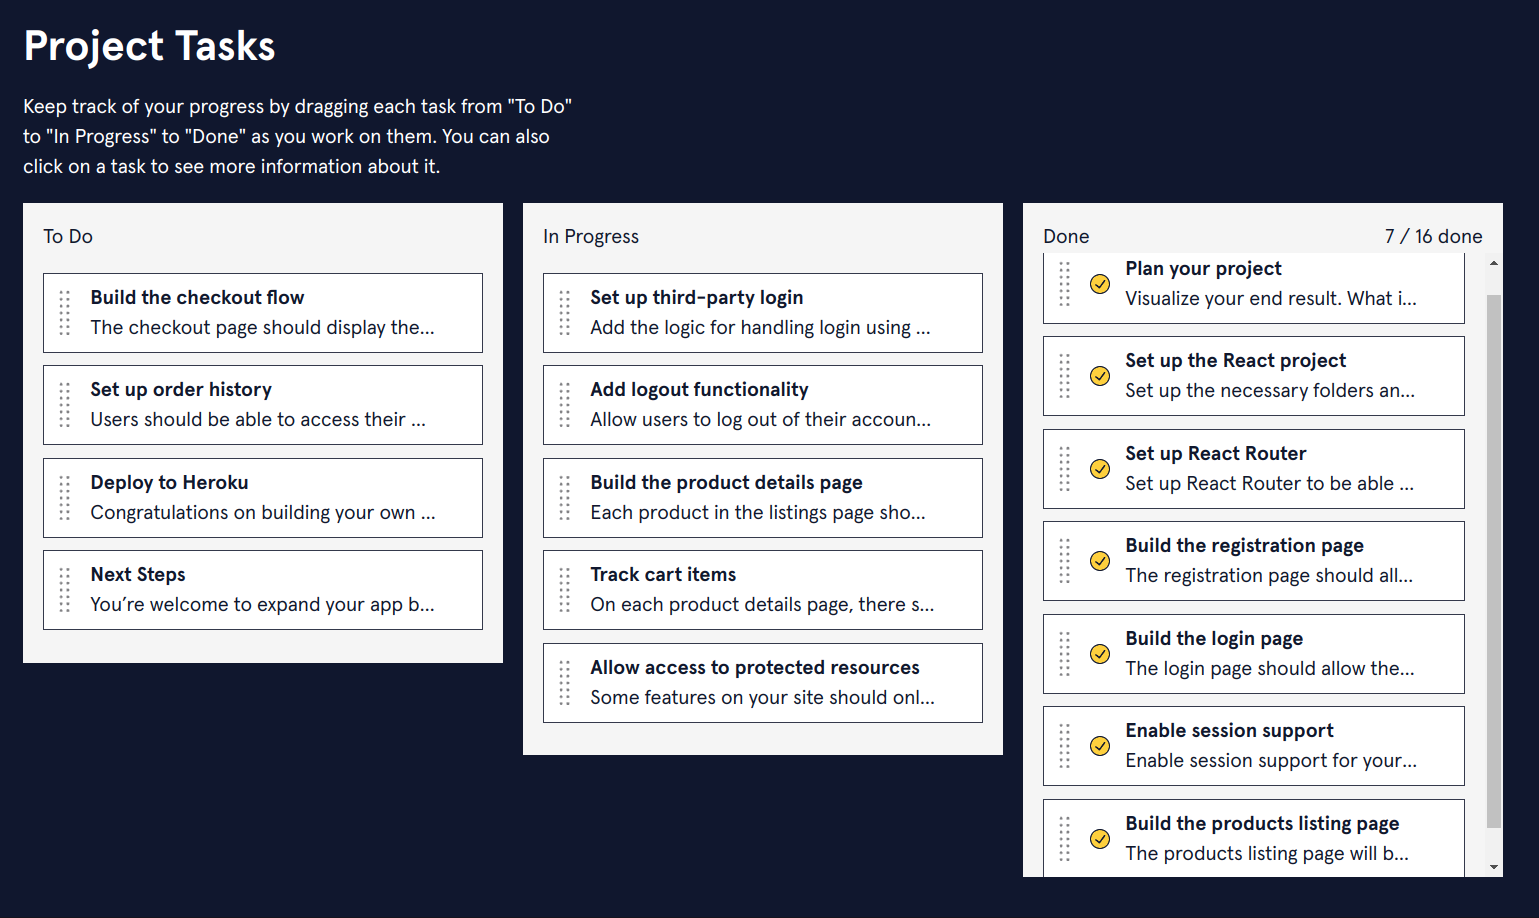 Project Tasks
Keep track of your progress by dragging each task from "To Do"
to "In Progress" to "Done" as you work on them. You can also
click on a task to see more information about it.
To Do
Build the checkout flow
The checkout page should display the...
Set up order history
Users should be able to access their ...
Deploy to Heroku
Congratulations on building your own ...
Next Steps
You’re welcome to expand your app b...
In Progress
Set up third-party login
Add the logic for handling login using ...
Add logout functionality
Allow users to log out of their accoun...
Build the product details page
Each product in the listings page sho...
Track cart items
On each product details page, there s...
Allow access to protected resources
Some features on your site should onl...
Done
7 / 16 done
Plan your project
Visualize your end result. What i...
Set up the React project
Set up the necessary folders an...
Set up React Router
Set up React Router to be able ...
Build the registration page
The registration page should all...
Build the login page
The login page should allow the...
Enable session support
Enable session support for your...
Build the products listing page
The products listing page will b...